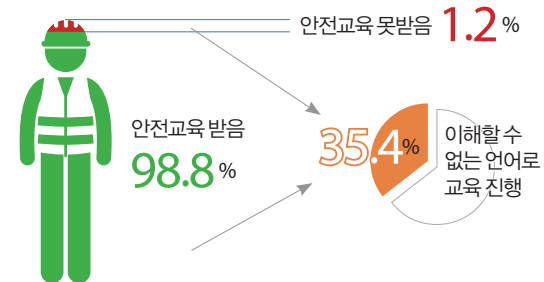 안전교육 못받음 1.2 %
안전교육 받음
98.8 %
35.4%
이해할 수
없는 언어로
교육 진행